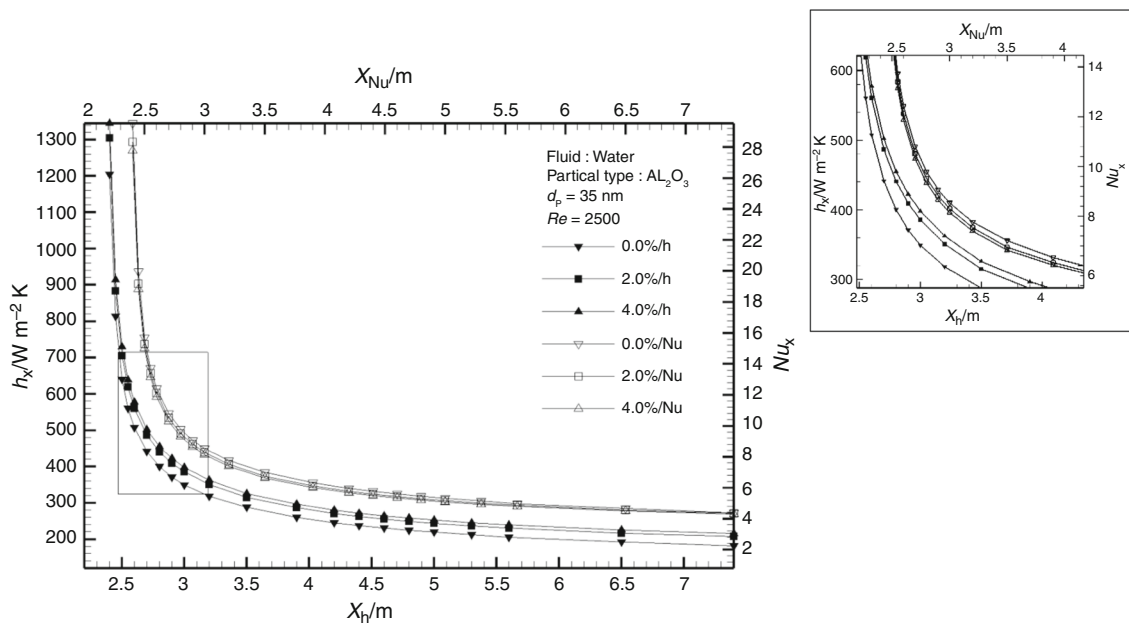 X_Nu/m
2 2.5 3 3.5 4 4.5 5 5.5 6 6.5 7
h_x/W m⁻² K
1300
1200
1100
1000
900
800
700
600
500
400
300
200
Fluid : Water
Partical type : AL₂O₃
d_P = 35 nm
Re = 2500
0.0%/h
2.0%/h
4.0%/h
0.0%/Nu
2.0%/Nu
4.0%/Nu
28
26
24
22
20
18
16
14
12
10
8
6
4
2
Nu_x
2.5 3 3.5 4 4.5 5 5.5 6 6.5 7
X_h/m
X_Nu/m
2.5 3 3.5 4
h_x/W m⁻² K
600
500
400
300
14
12
10
8
6
Nu_x
2.5 3 3.5 4
X_h/m